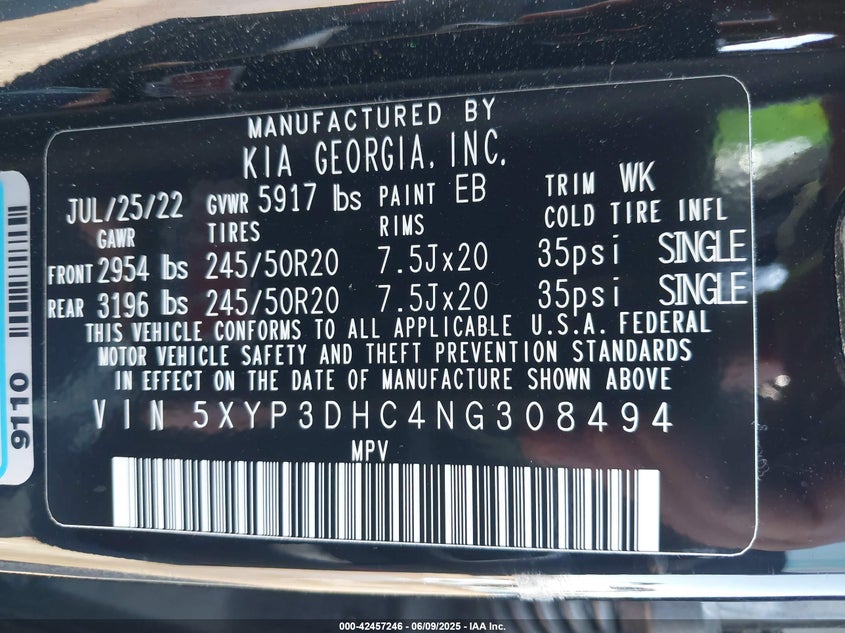 MANUFACTURED BY
KIA GEORGIA, INC.
JUL/25/22 GVWR 5917 lbs PAINT EB TRIM WK
GAWR TIRES RIMS COLD TIRE INFL
FRONT 2954 lbs 245/50R20 7.5Jx20 35psi SINGLE
REAR 3196 lbs 245/50R20 7.5Jx20 35psi SINGLE
THIS VEHICLE CONFORMS TO ALL APPLICABLE U.S.A. FEDERAL
MOTOR VEHICLE SAFETY AND THEFT PREVENTION STANDARDS
IN EFFECT ON THE DATE OF MANUFACTURE SHOWN ABOVE
VIN 5XYP3DHC4NG308494
MPV
9110
000-42457246 - 06/09/2025 - IAA Inc.